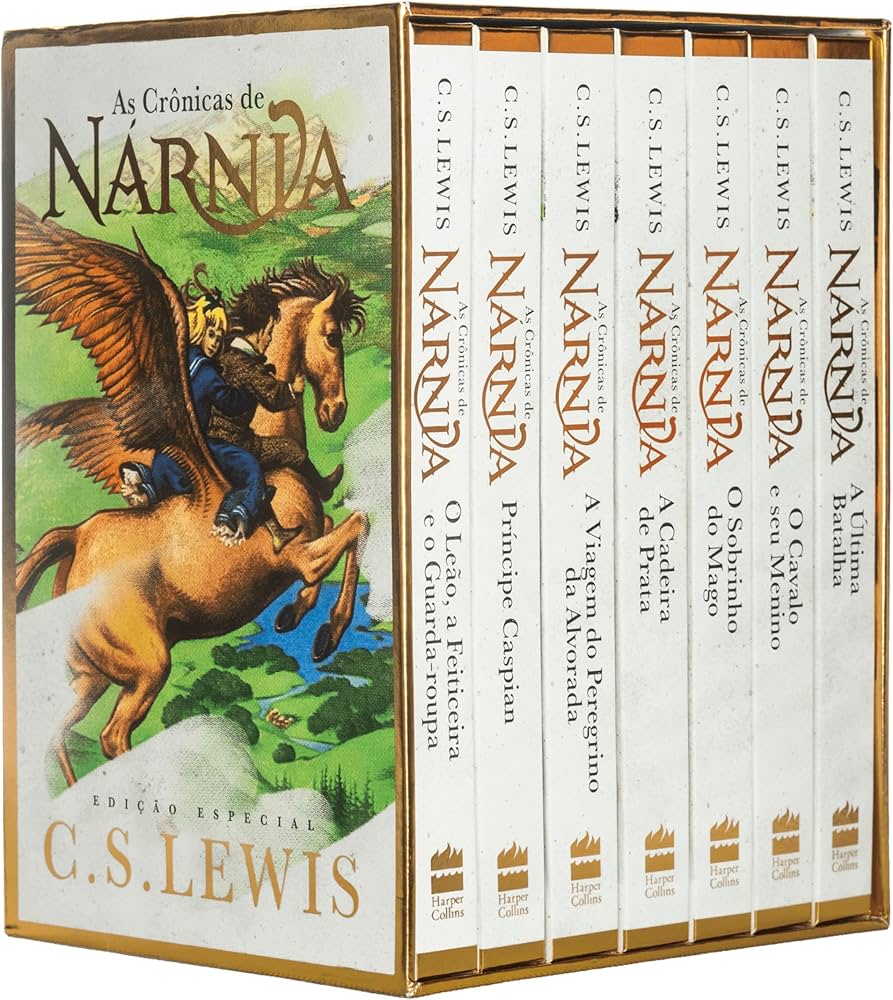 As Crônicas de
NÁRNIA
EDIÇÃO ESPECIAL
C.S.LEWIS
C.S.LEWIS
As Crônicas de
NÁRNIA
O Leão, a Feiticeira
e o Guarda-roupa
Harper
Collins
C.S.LEWIS
As Crônicas de
NÁRNIA
Príncipe Caspian
Harper
Collins
C.S.LEWIS
As Crônicas de
NÁRNIA
A Viagem do Peregrino
da Alvorada
Harper
Collins
C.S.LEWIS
As Crônicas de
NÁRNIA
A Cadeira
de Prata
Harper
Collins
C.S.LEWIS
As Crônicas de
NÁRNIA
O Sobrinho
do Mago
Harper
Collins
C.S.LEWIS
As Crônicas de
NÁRNIA
O Cavalo
e seu Menino
Harper
Collins
C.S.LEWIS
As Crônicas de
NÁRNIA
A Última
Batalha
Harper
Collins